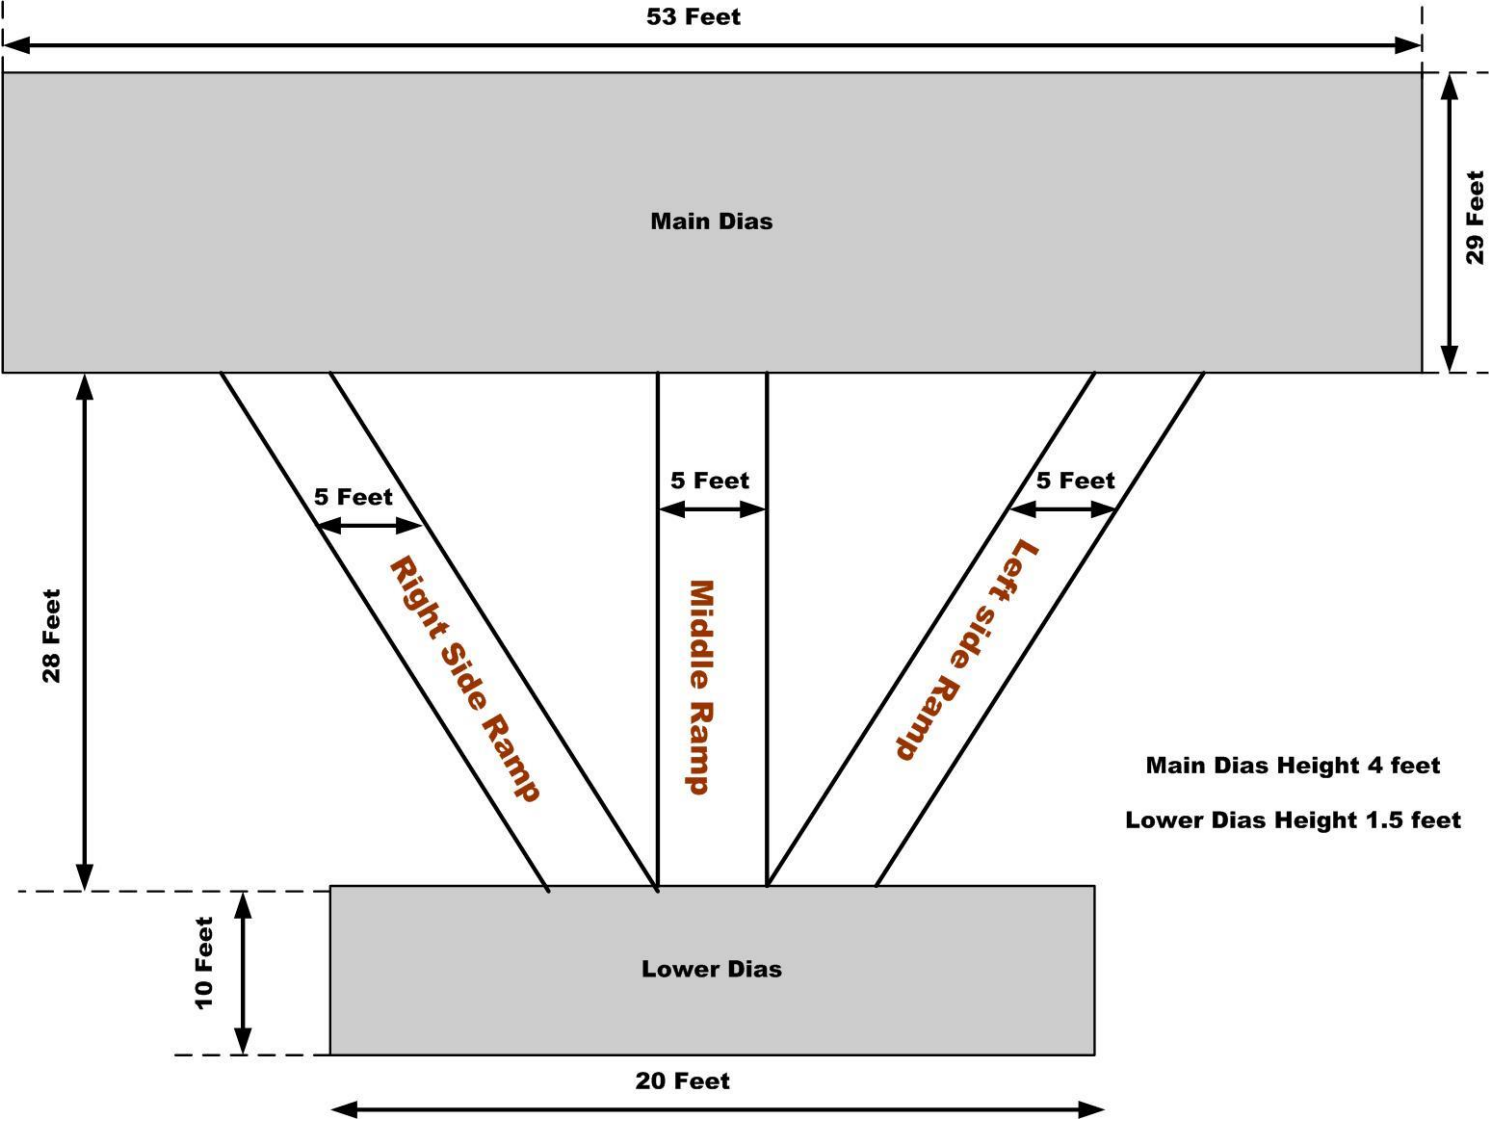 53 Feet
Main Dias
29 Feet
5 Feet
5 Feet
5 Feet
Right Side Ramp
Middle Ramp
Left side Ramp
28 Feet
Main Dias Height 4 feet
Lower Dias Height 1.5 feet
10 Feet
Lower Dias
20 Feet